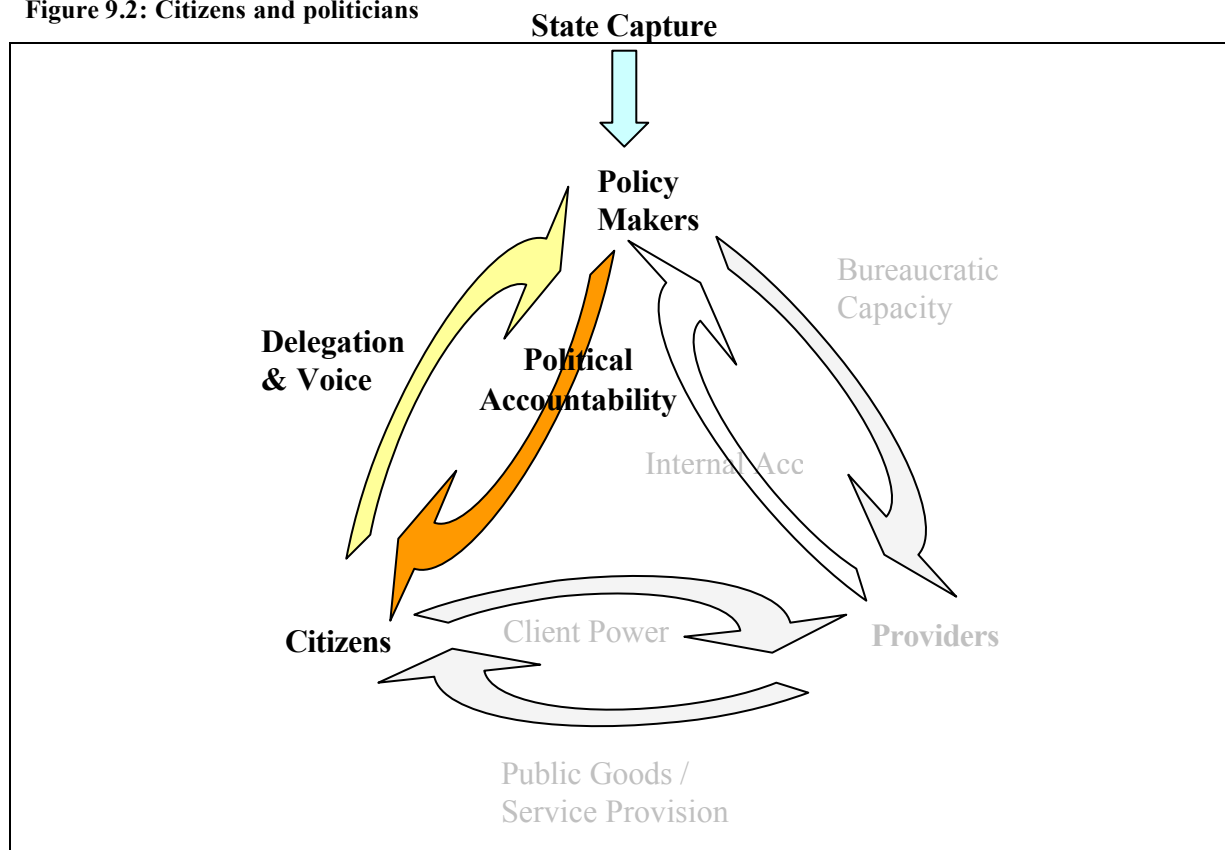 Figure 9.2: Citizens and politicians
State Capture
Policy
Makers
Bureaucratic
Capacity
Delegation
& Voice
Political
Accountability
Internal Acc
Citizens
Client Power
Providers
Public Goods /
Service Provision